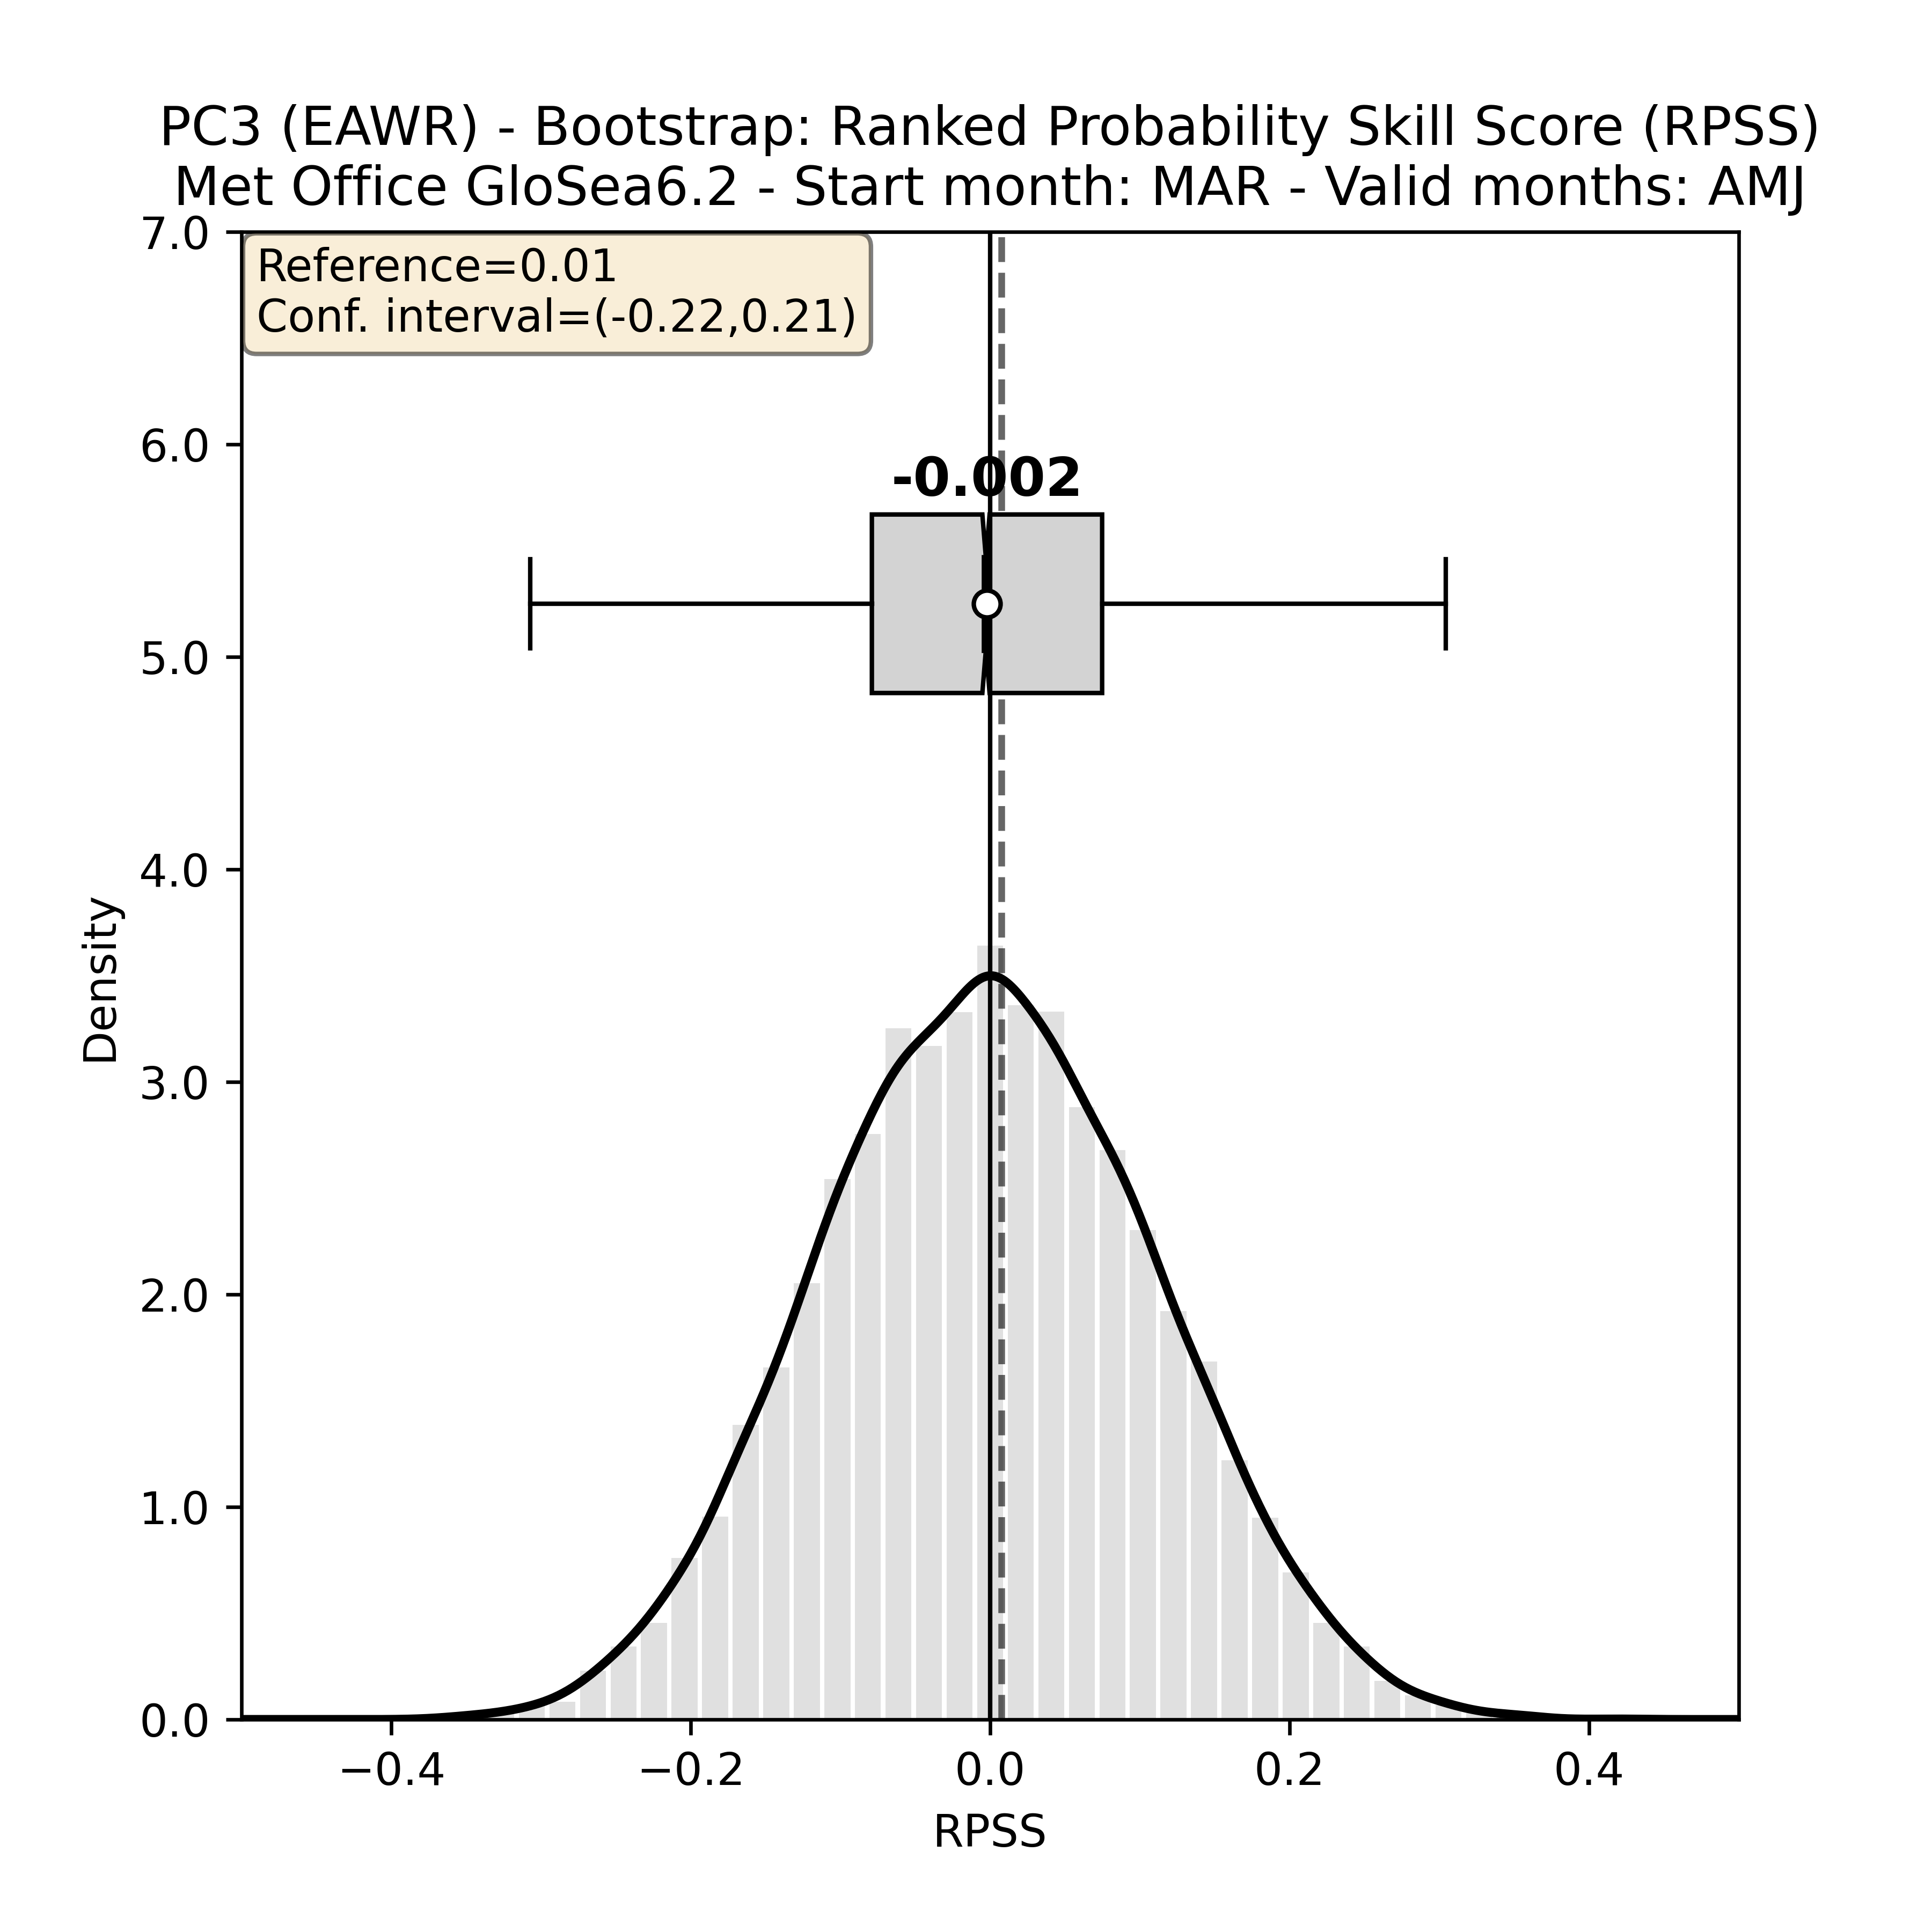 PC3 (EAWR) - Bootstrap: Ranked Probability Skill Score (RPSS)
Met Office GloSea6.2 - Start month: MAR - Valid months: AMJ
Reference=0.01
Conf. interval=(-0.22,0.21)
-0.002
7.0
6.0
5.0
4.0
3.0
2.0
1.0
0.0
Density
−0.4 −0.2 0.0 0.2 0.4
RPSS